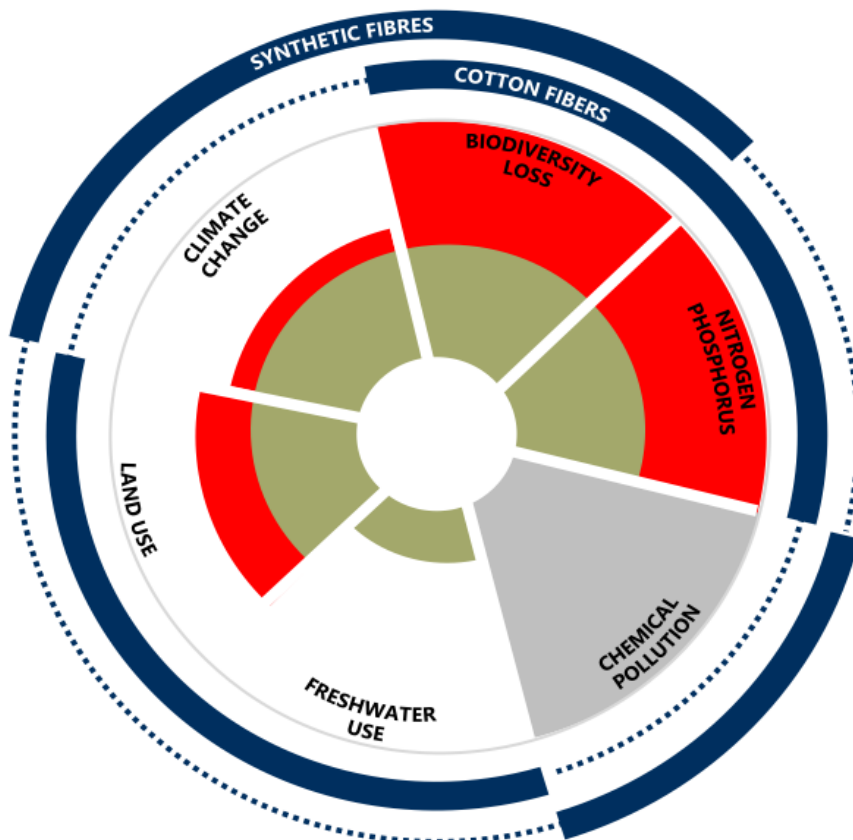 SYNTHETIC FIBRES
COTTON FIBERS
BIODIVERSITY
LOSS
CLIMATE
CHANGE
NITROGEN
PHOSPHORUS
LAND USE
CHEMICAL
POLLUTION
FRESHWATER
USE